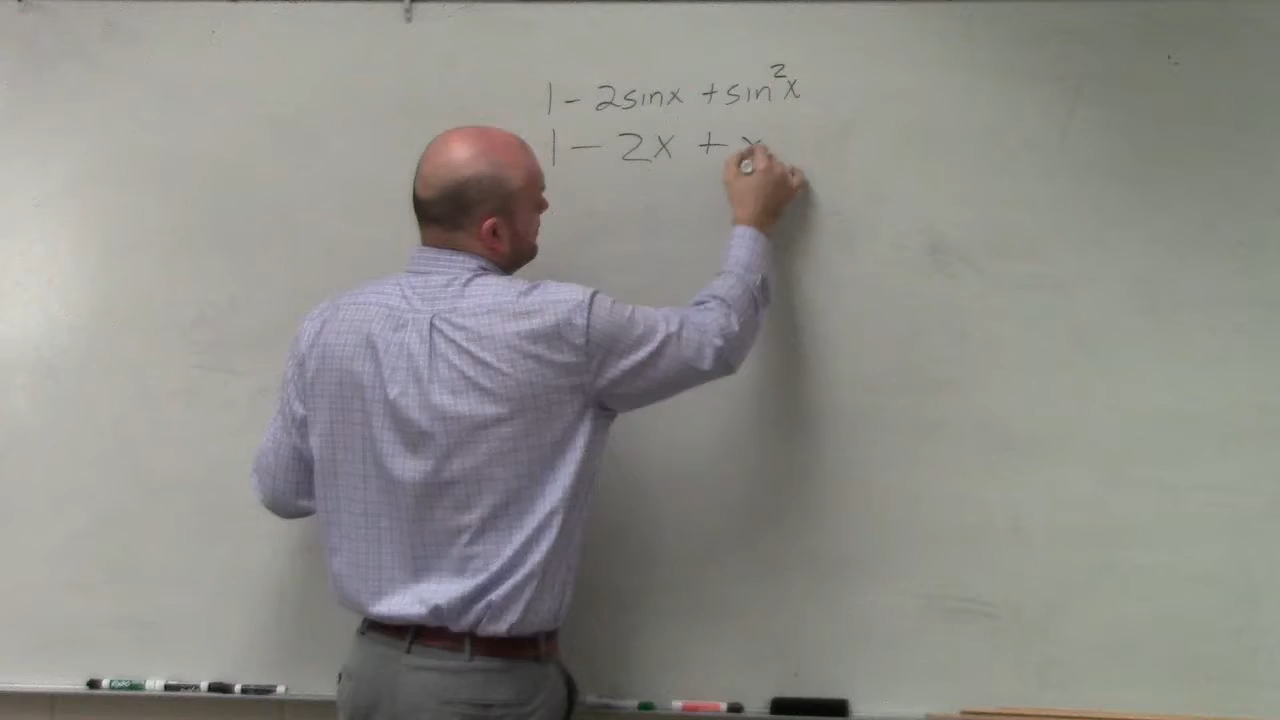 1 - 2sinx + sin²x
1 - 2x + x